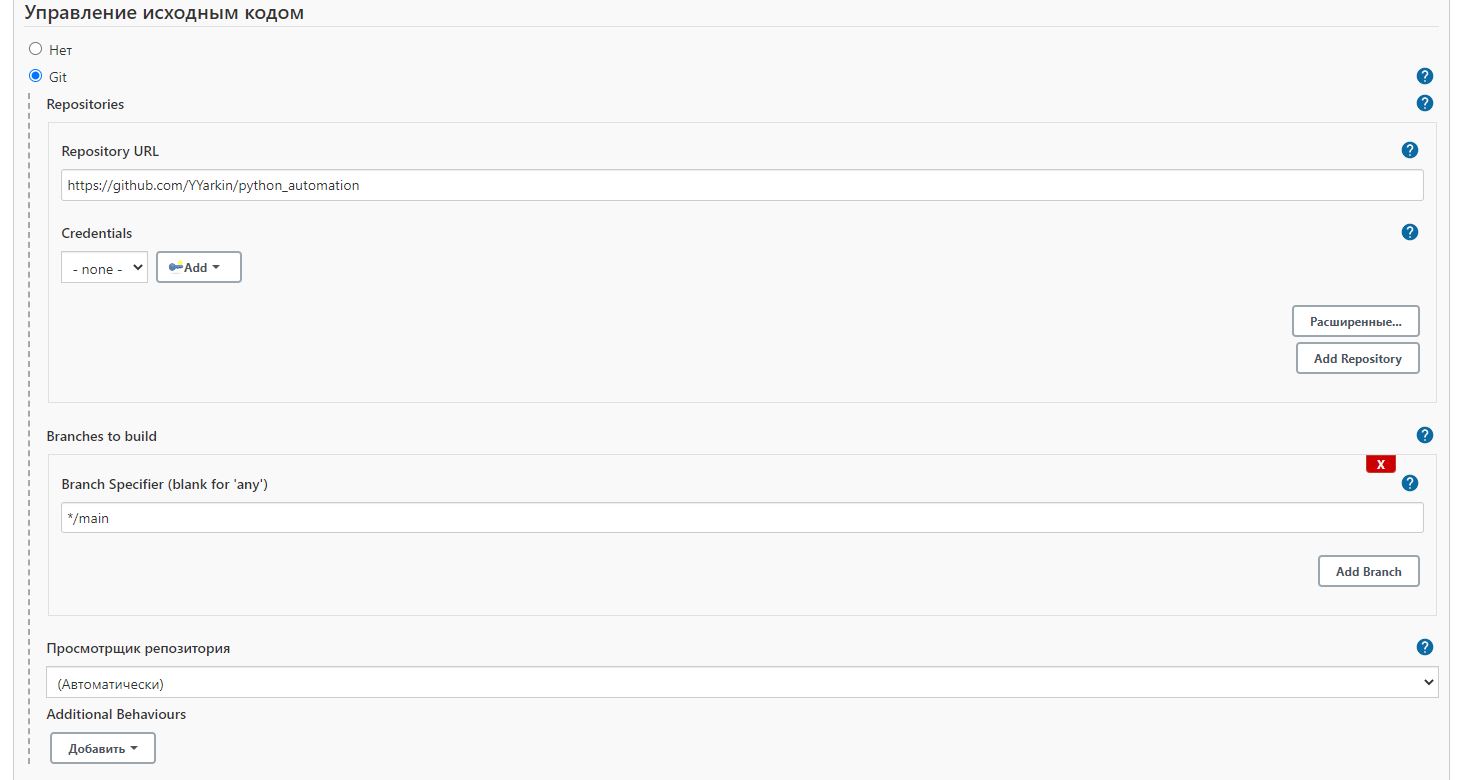 Управление исходным кодом
Нет
Git
?
Repositories
?
Repository URL
?
https://github.com/YYarkin/python_automation
Credentials
?
- none -
Add
Расширенные...
Add Repository
Branches to build
?
X
Branch Specifier (blank for 'any')
?
*/main
Add Branch
Просмотрщик репозитория
?
(Автоматически)
Additional Behaviours
Добавить